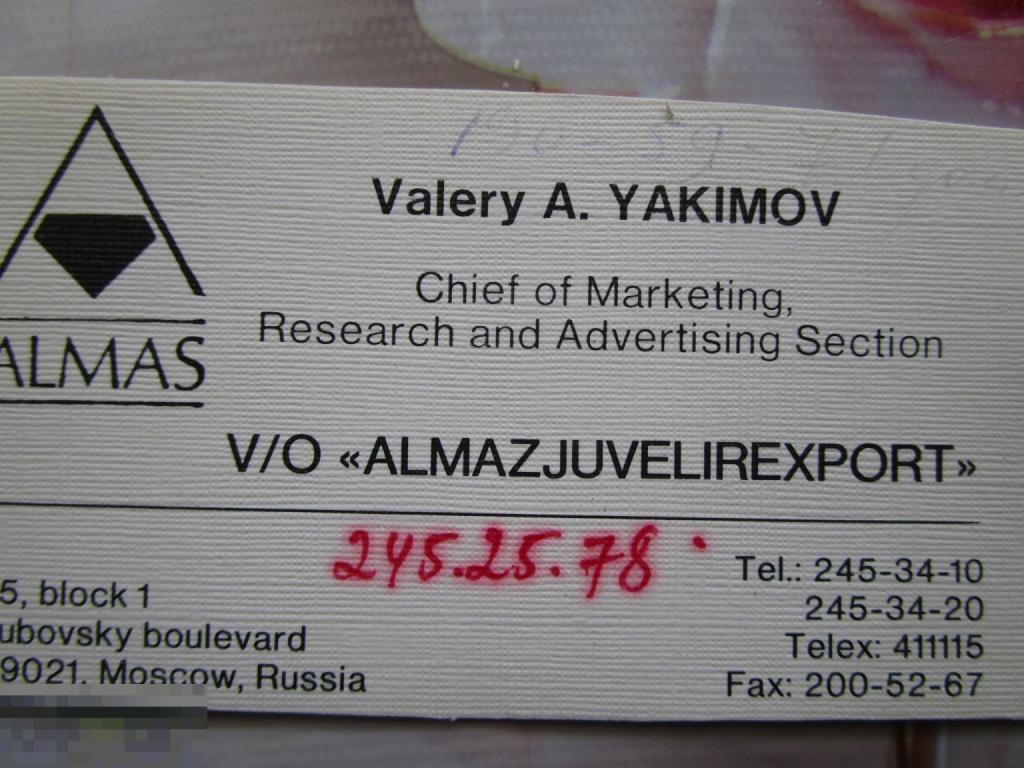 Valery A. YAKIMOV
Chief of Marketing,
Research and Advertising Section
ALMAS
V/O «ALMAZJUVELIREXPORT»
245.25.78
5, block 1
ubovsky boulevard
9021, Moscow, Russia
Tel.: 245-34-10
245-34-20
Telex: 411115
Fax: 200-52-67